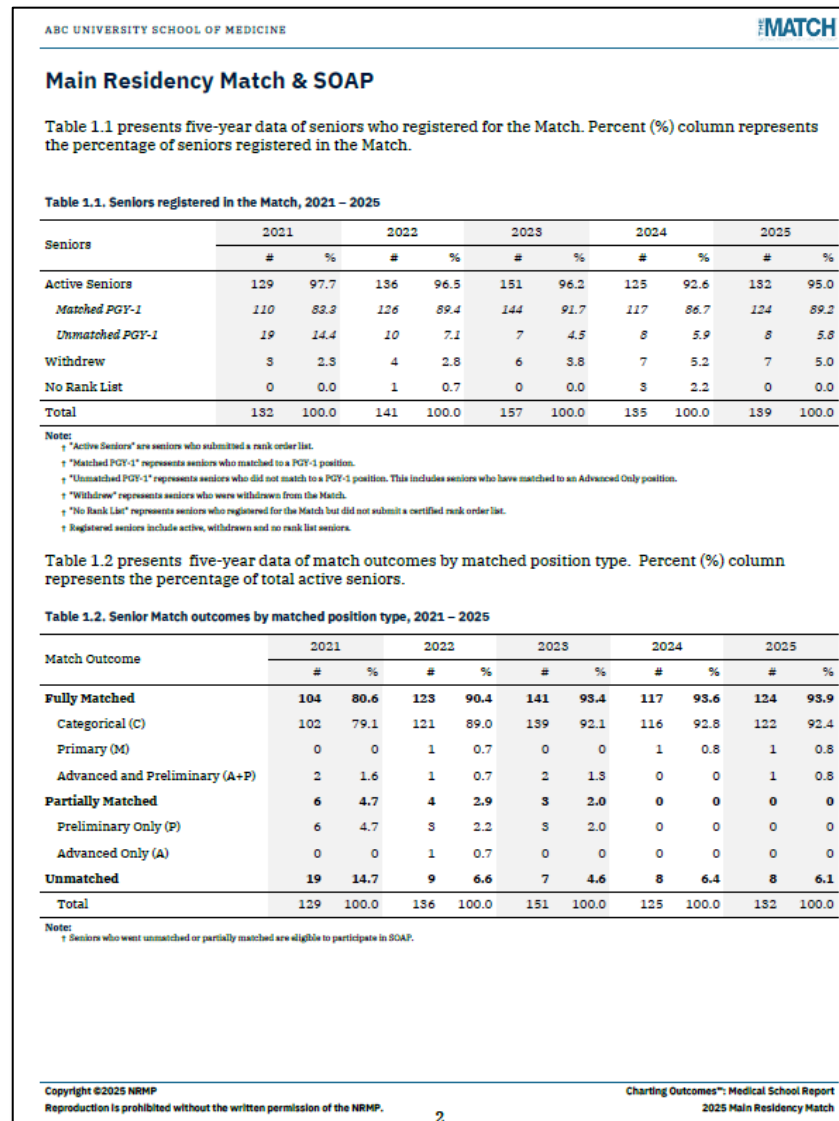 ABC UNIVERSITY SCHOOL OF MEDICINE
THE MATCH
Main Residency Match & SOAP
Table 1.1 presents five-year data of seniors who registered for the Match. Percent (%) column represents
the percentage of seniors registered in the Match.
Table 1.1. Seniors registered in the Match, 2021 – 2025
Seniors 2021 2022 2023 2024 2025
# % # % # % # % # %
Active Seniors 129 97.7 136 96.5 151 96.2 125 92.6 132 95.0
Matched PGY-1 110 83.3 126 89.4 144 91.7 117 86.7 124 89.2
Unmatched PGY-1 19 14.4 10 7.1 7 4.5 8 5.9 8 5.8
Withdrew 3 2.3 4 2.8 6 3.8 7 5.2 7 5.0
No Rank List 0 0.0 1 0.7 0 0.0 3 2.2 0 0.0
Total 132 100.0 141 100.0 157 100.0 135 100.0 139 100.0
Note:
† "Active Seniors" are seniors who submitted a rank order list.
† "Matched PGY-1" represents seniors who matched to a PGY-1 position.
† "Unmatched PGY-1" represents seniors who did not match to a PGY-1 position. This includes seniors who have matched to an Advanced Only position.
† "Withdrew" represents seniors who were withdrawn from the Match.
† "No Rank List" represents seniors who registered for the Match but did not submit a certified rank order list.
† Registered seniors include active, withdrawn and no rank list seniors.
Table 1.2 presents five-year data of match outcomes by matched position type. Percent (%) column
represents the percentage of total active seniors.
Table 1.2. Senior Match outcomes by matched position type, 2021 – 2025
Match Outcome 2021 2022 2023 2024 2025
# % # % # % # % # %
Fully Matched 104 80.6 123 90.4 141 93.4 117 93.6 124 93.9
Categorical (C) 102 79.1 121 89.0 139 92.1 116 92.8 122 92.4
Primary (M) 0 0 1 0.7 0 0 1 0.8 1 0.8
Advanced and Preliminary (A+P) 2 1.6 1 0.7 2 1.3 0 0 1 0.8
Partially Matched 6 4.7 4 2.9 3 2.0 0 0 0 0
Preliminary Only (P) 6 4.7 3 2.2 3 2.0 0 0 0 0
Advanced Only (A) 0 0 1 0.7 0 0 0 0 0 0
Unmatched 19 14.7 9 6.6 7 4.6 8 6.4 8 6.1
Total 129 100.0 136 100.0 151 100.0 125 100.0 132 100.0
Note:
† Seniors who went unmatched or partially matched are eligible to participate in SOAP.
Copyright ©2025 NRMP Charting Outcomes™: Medical School Report
Reproduction is prohibited without the written permission of the NRMP. 2025 Main Residency Match
2